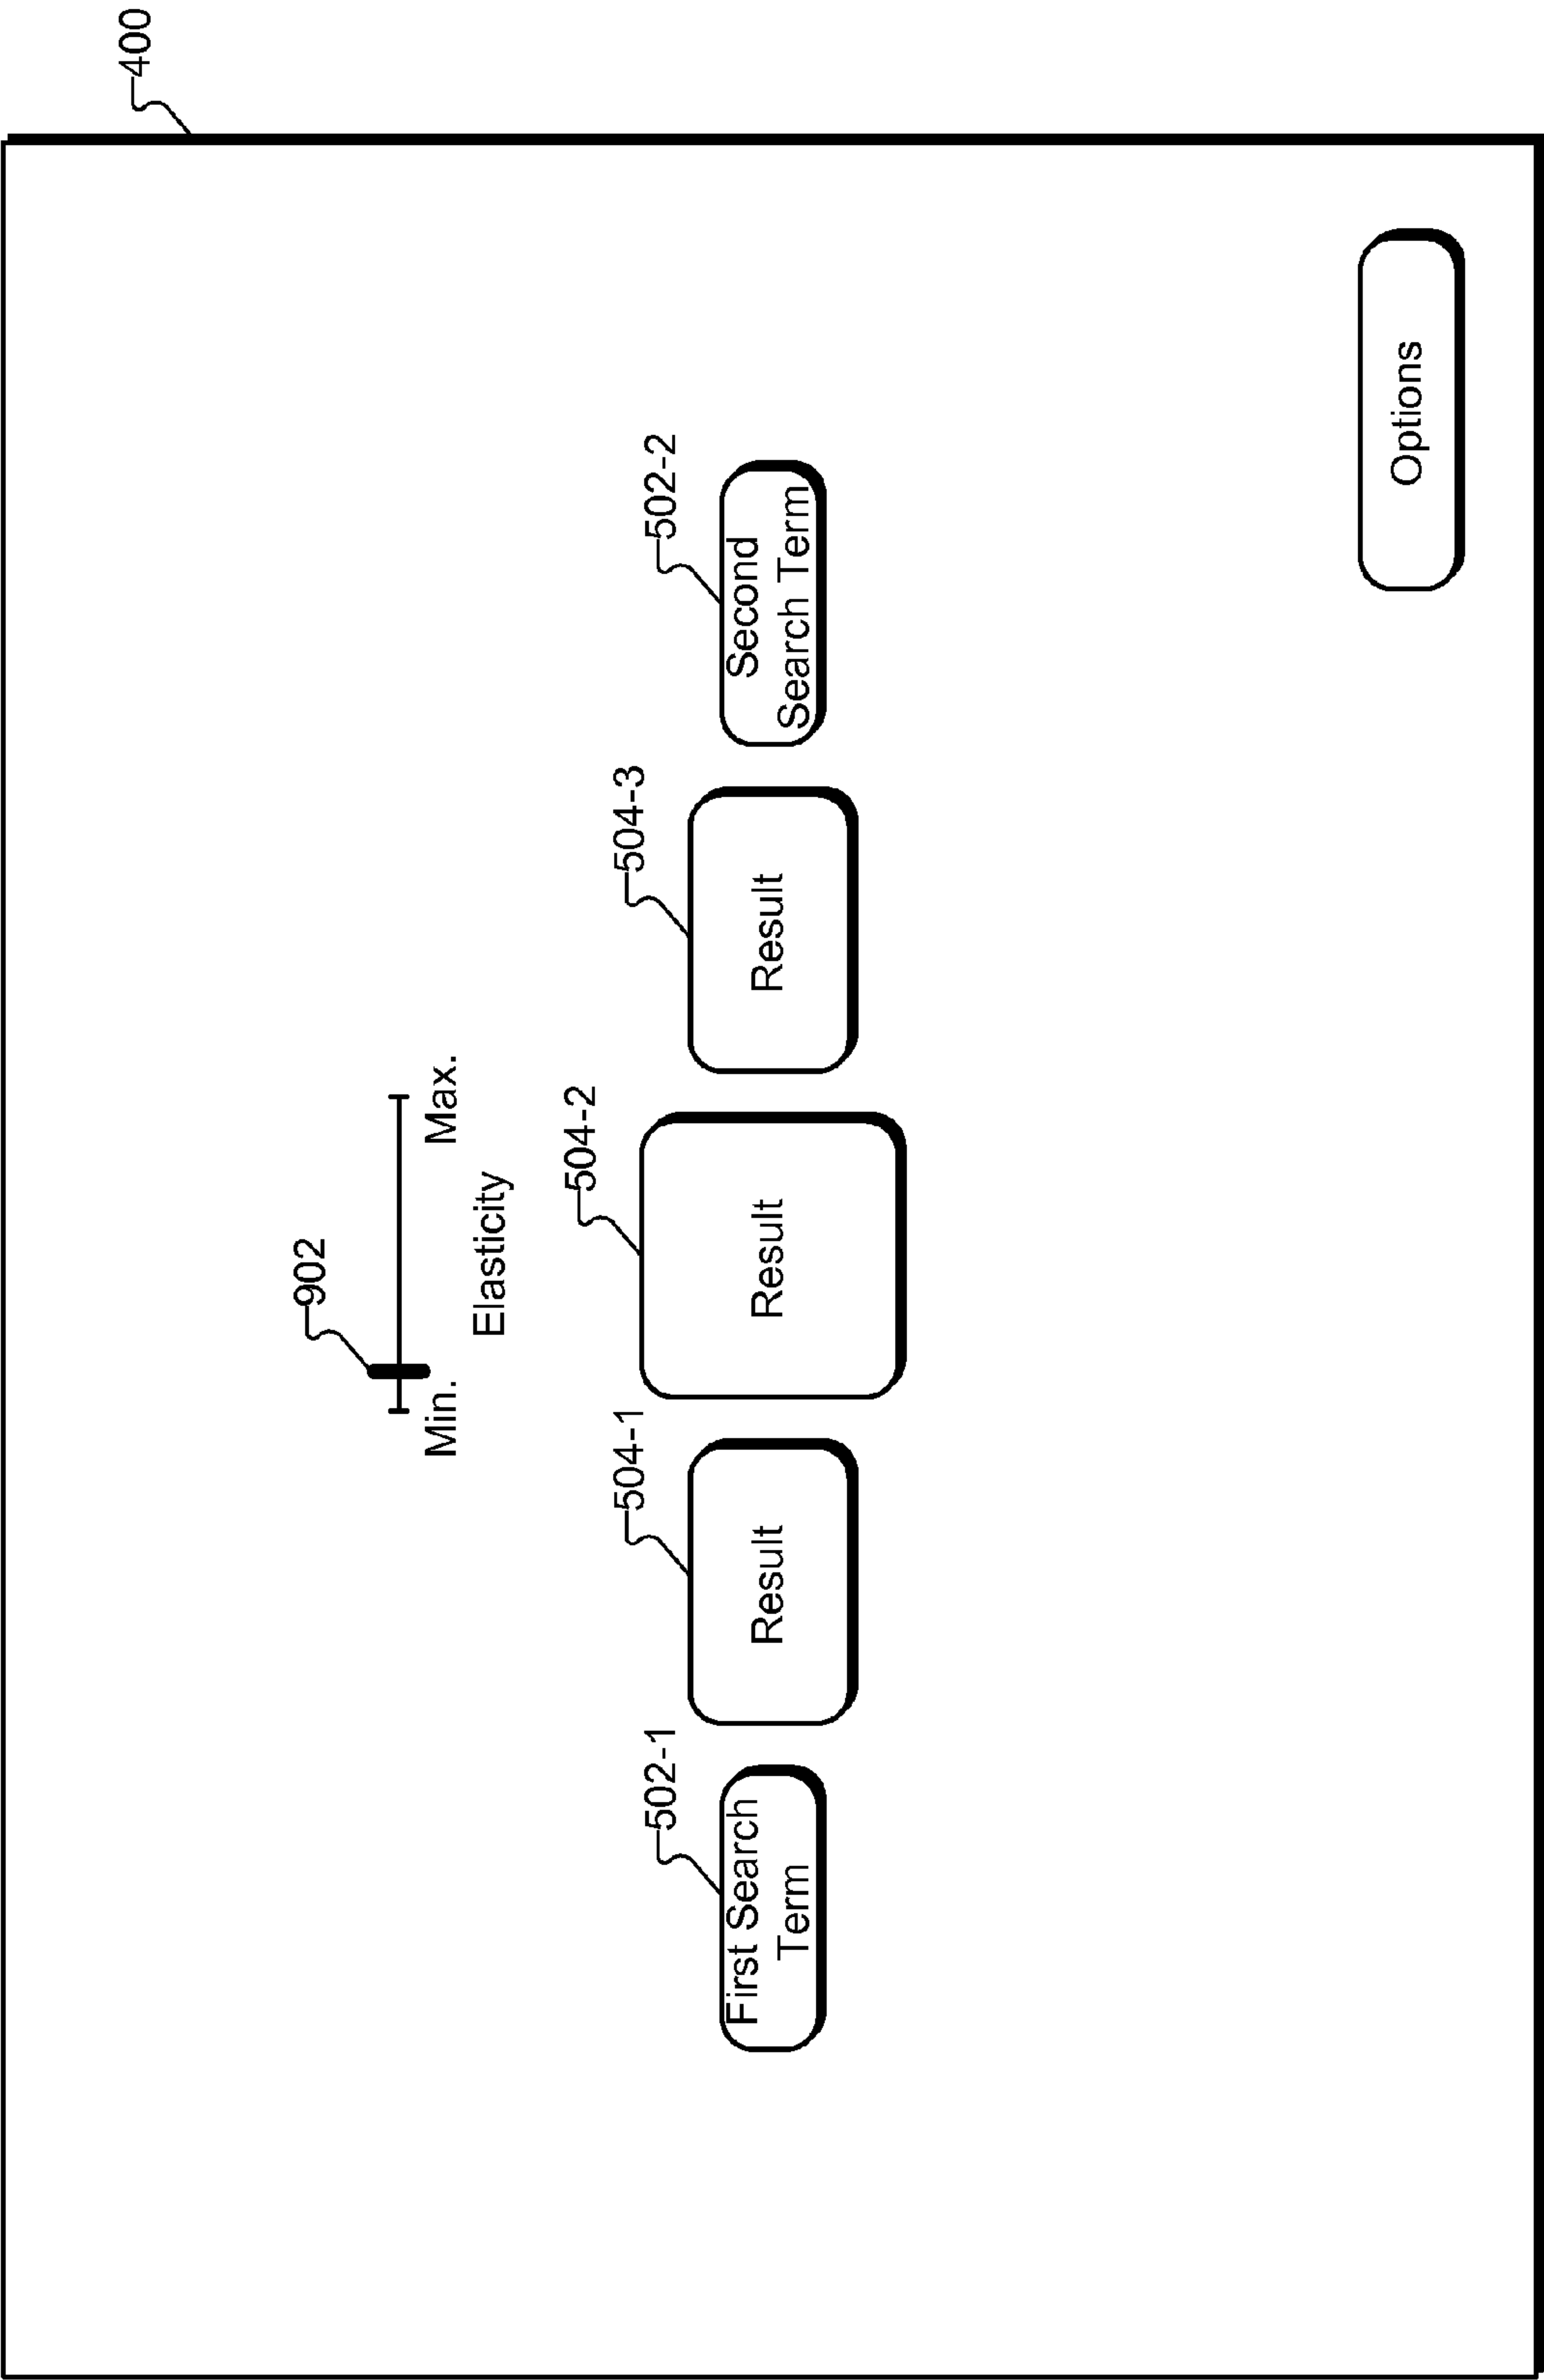 400
902
Min.
Max.
Elasticity
502-1
504-1
504-2
504-3
502-2
First Search
Term
Result
Result
Result
Second
Search Term
Options